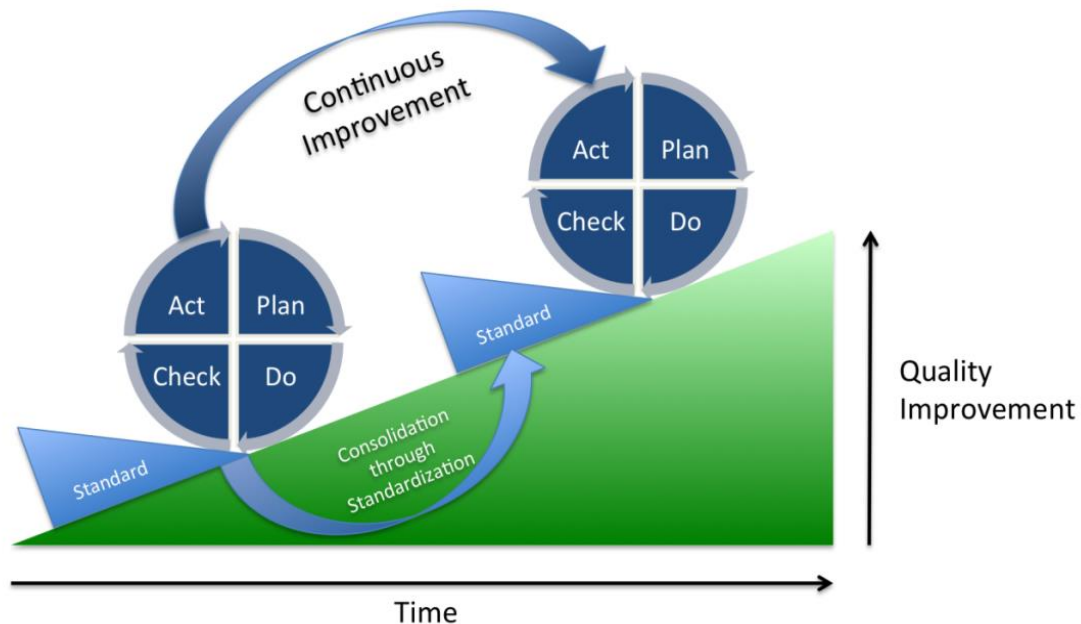 Continuous
Improvement
Act
Plan
Check
Do
Standard
Act
Plan
Check
Do
Standard
Consolidation
through
Standardization
Quality
Improvement
Time